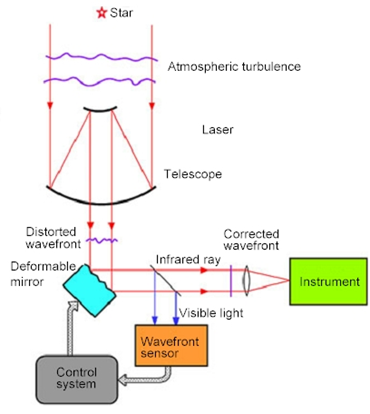 Star
Atmospheric turbulence
Laser
Telescope
Distorted
wavefront
Infrared ray
Corrected
wavefront
Deformable
mirror
Instrument
Visible light
Wavefront
sensor
Control
system